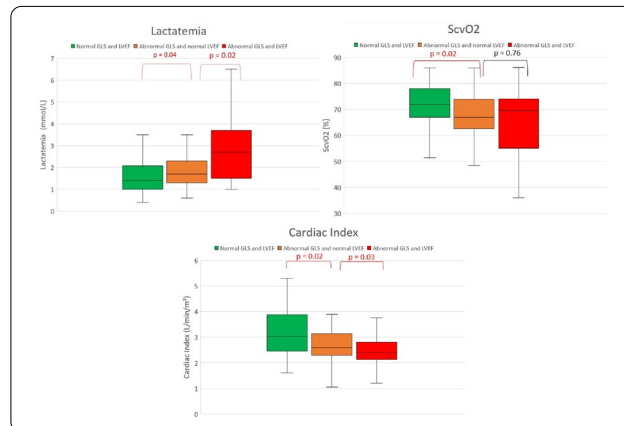 Lactatemia
Normal GLS and LVEF Abnormal GLS and normal LVEF Abnormal GLS and LVEF
p = 0.04
p = 0.02
Lactatemia (mmol/L)
7
6
5
4
3
2
1
0
ScvO2
Normal GLS and LVEF Abnormal GLS and normal LVEF Abnormal GLS and LVEF
p = 0.02
p = 0.76
ScvO2 (%)
90
80
70
60
50
40
30
Cardiac Index
Normal GLS and LVEF Abnormal GLS and normal LVEF Abnormal GLS and LVEF
p = 0.02
p = 0.03
Cardiac Index (L/min/m²)
6
5
4
3
2
1
0